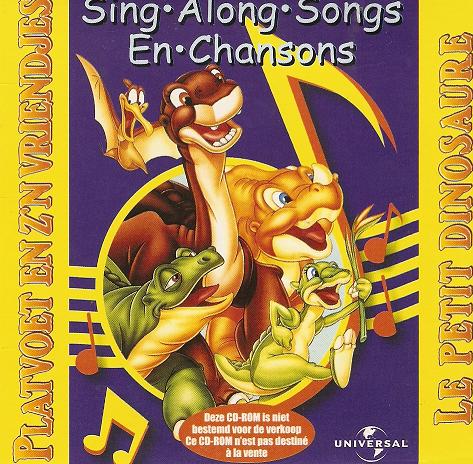 Sing•Along•Songs
En•Chansons
PLATVOET EN Z'N VRIENDJES
LE PETIT DINOSAURE
Deze CD-ROM is niet
bestemd voor de verkoop
Ce CD-ROM n'est pas destiné
à la vente
UNIVERSAL